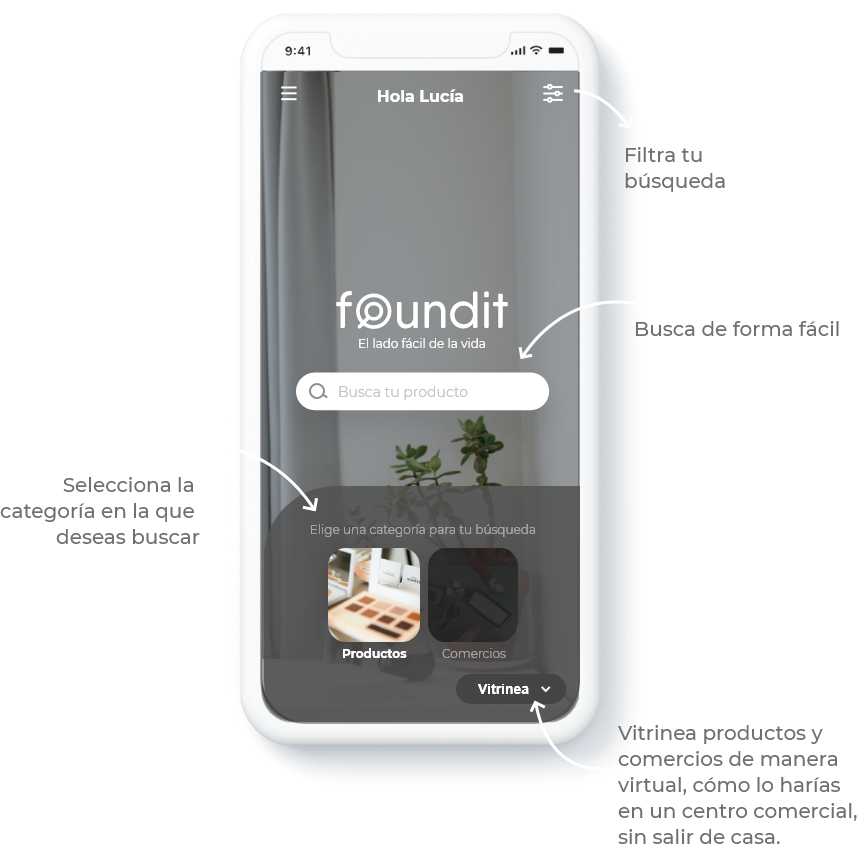 9:41
Hola Lucía
Filtra tu
búsqueda
foundit
El lado fácil de la vida
Busca de forma fácil
Busca tu producto
Selecciona la
categoría en la que
deseas buscar
Elige una categoría para tu búsqueda
Productos
Comercios
Vitrinea
Vitrinea productos y
comercios de manera
virtual, cómo lo harías
en un centro comercial,
sin salir de casa.